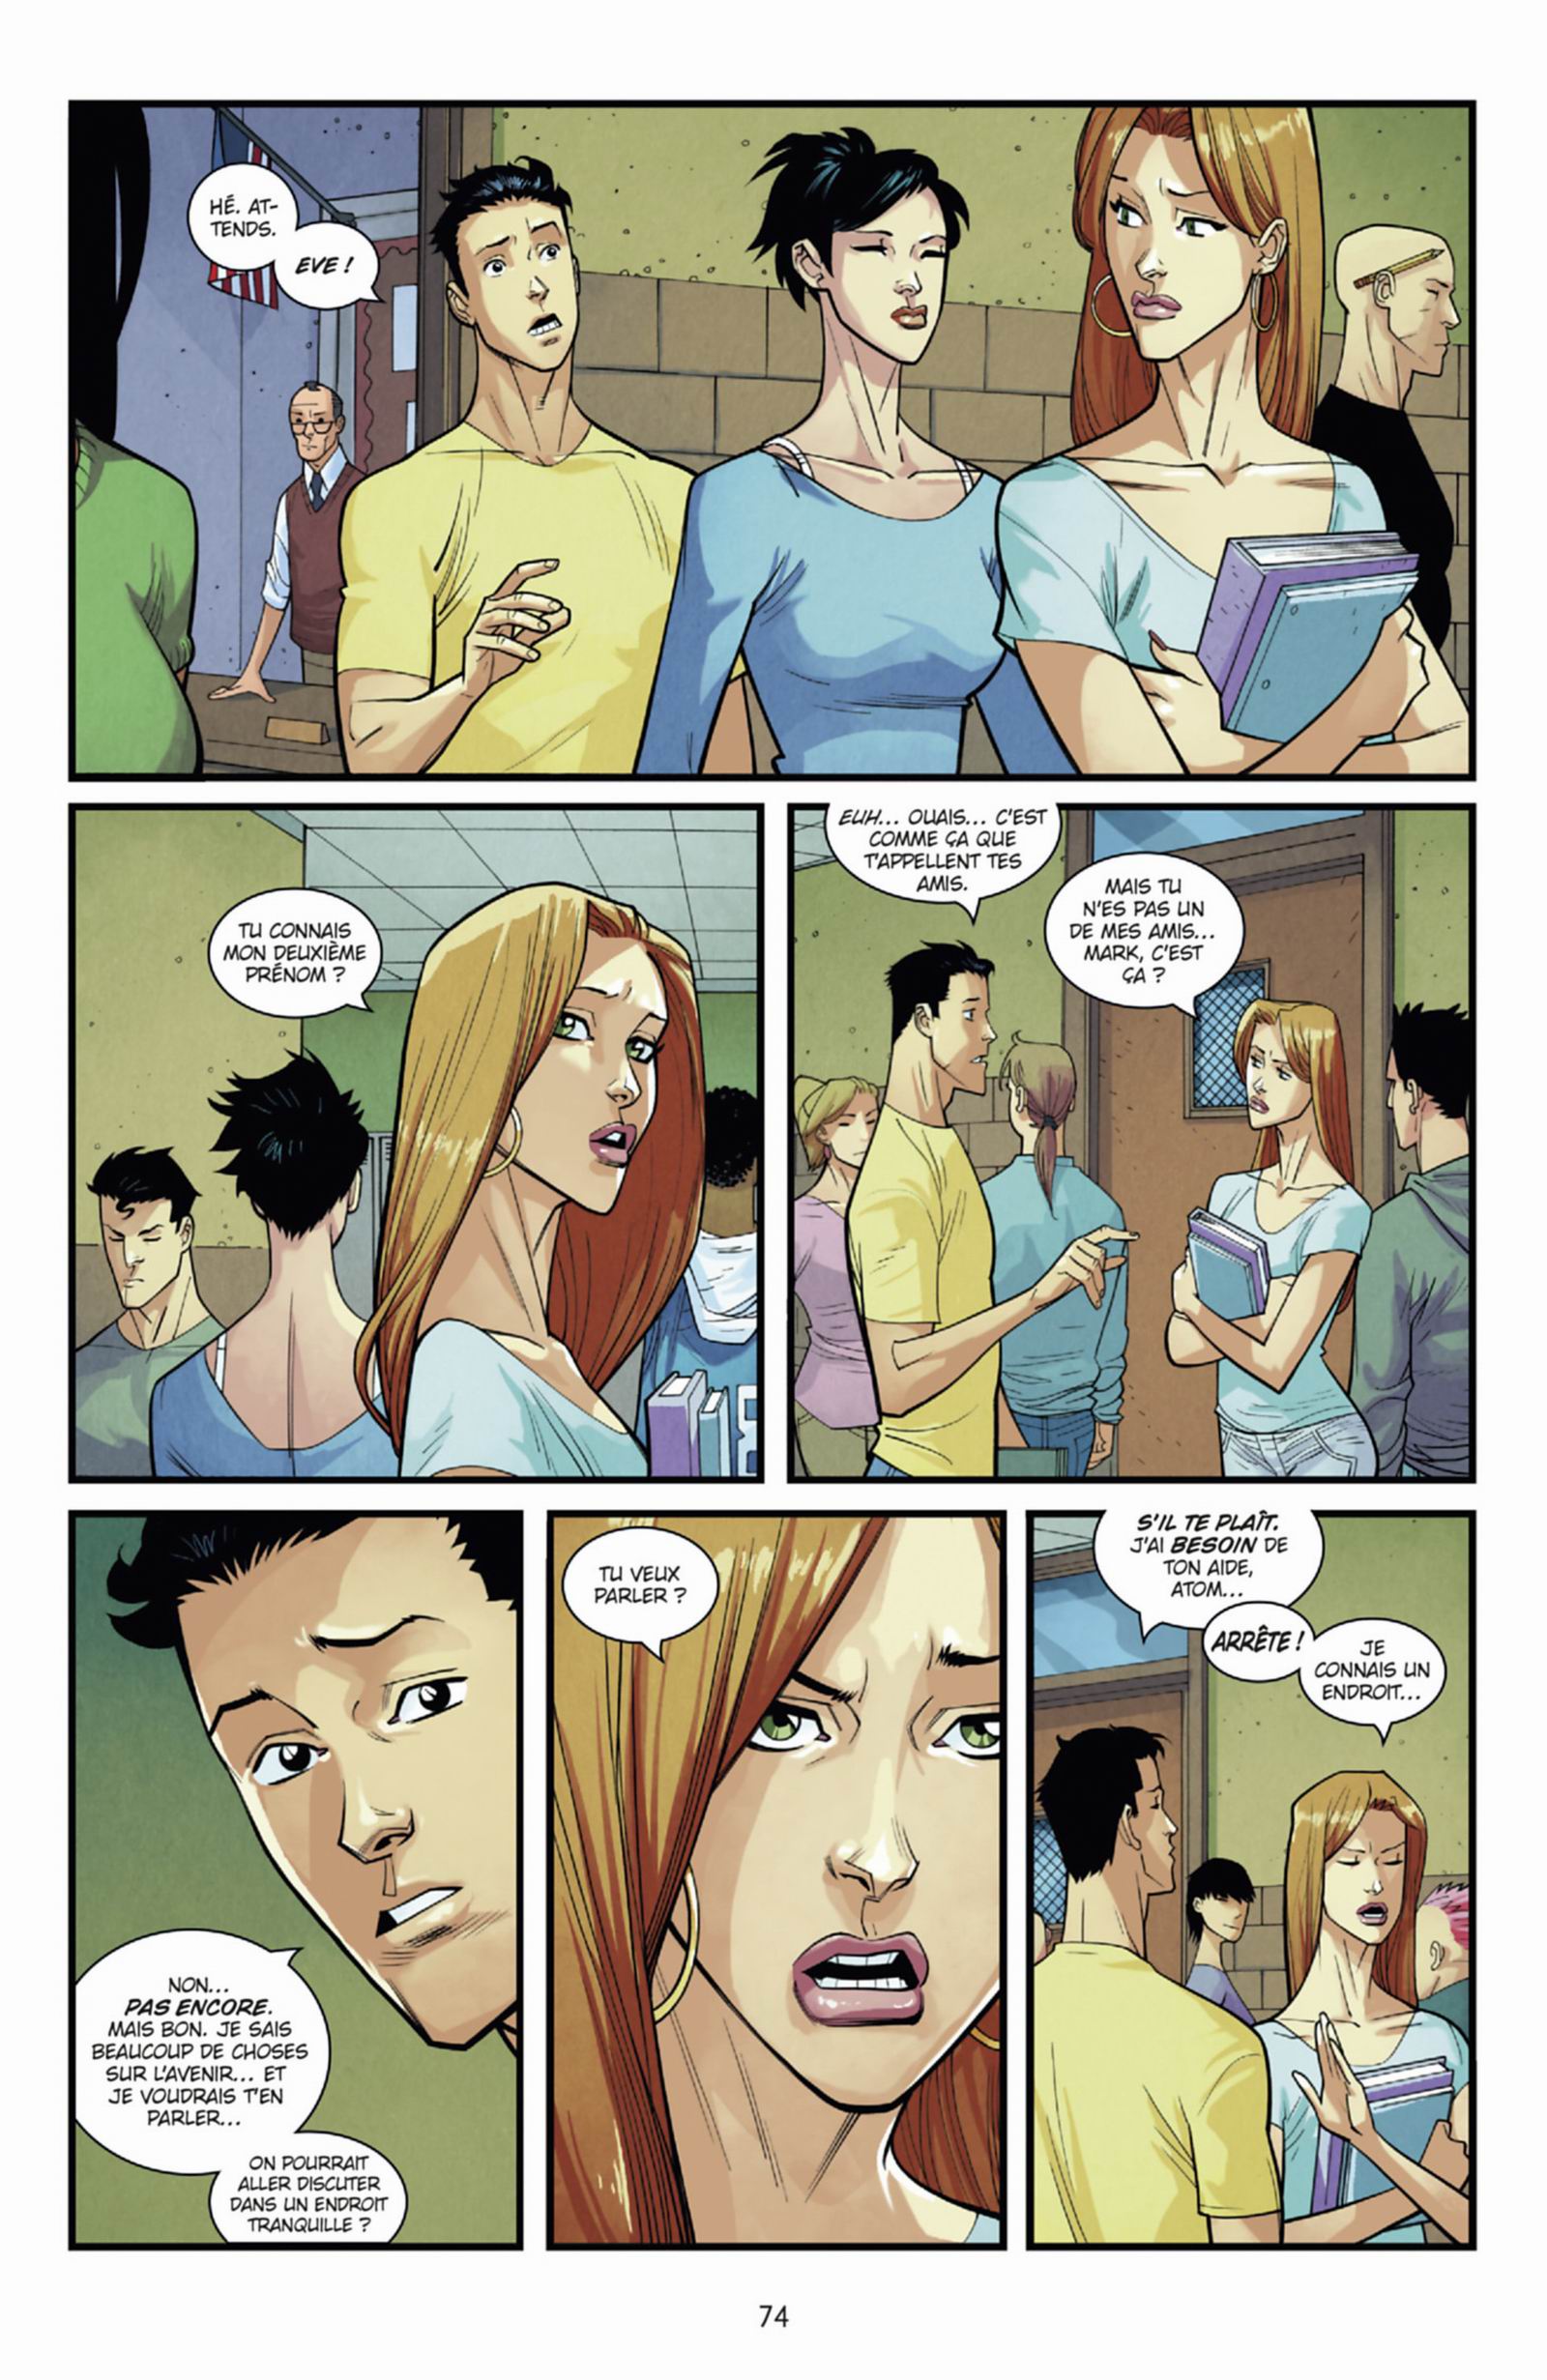 HÉ. AT-
TENDS.
EVE !
TU CONNAIS
MON DEUXIÈME
PRÉNOM ?
EUH... OUAIS... C'EST
COMME ÇA QUE
T'APPELLENT TES
AMIS.
MAIS TU
N'ES PAS UN
DE MES AMIS...
MARK, C'EST
ÇA ?
NON...
PAS ENCORE.
MAIS BON. JE SAIS
BEAUCOUP DE CHOSES
SUR L'AVENIR... ET
JE VOUDRAIS T'EN
PARLER...
ON POURRAIT
ALLER DISCUTER
DANS UN ENDROIT
TRANQUILLE ?
TU VEUX
PARLER ?
S'IL TE PLAÎT.
J'AI BESOIN DE
TON AIDE,
ATOM...
ARRÊTE !
JE
CONNAIS UN
ENDROIT...
74